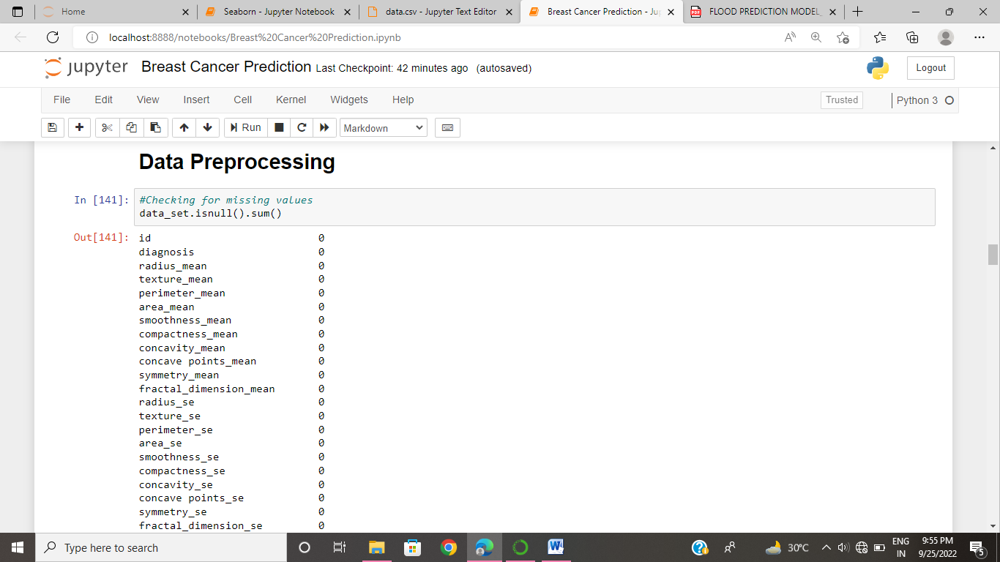 Home
Seaborn - Jupyter Notebook
data.csv - Jupyter Text Editor
Breast Cancer Prediction - Ju
FLOOD PREDICTION MODEL_
localhost:8888/notebooks/Breast%20Cancer%20Prediction.ipynb
jupyter Breast Cancer Prediction Last Checkpoint: 42 minutes ago (autosaved)
Logout
File Edit View Insert Cell Kernel Widgets Help
Trusted
Python 3
Run
Markdown
Data Preprocessing
In [141]: #Checking for missing values
data_set.isnull().sum()
Out[141]: id 0
diagnosis 0
radius_mean 0
texture_mean 0
perimeter_mean 0
area_mean 0
smoothness_mean 0
compactness_mean 0
concavity_mean 0
concave points_mean 0
symmetry_mean 0
fractal_dimension_mean 0
radius_se 0
texture_se 0
perimeter_se 0
area_se 0
smoothness_se 0
compactness_se 0
concavity_se 0
concave points_se 0
symmetry_se 0
fractal_dimension_se 0
Type here to search
30°C
ENG
IN
9:55 PM
9/25/2022
5